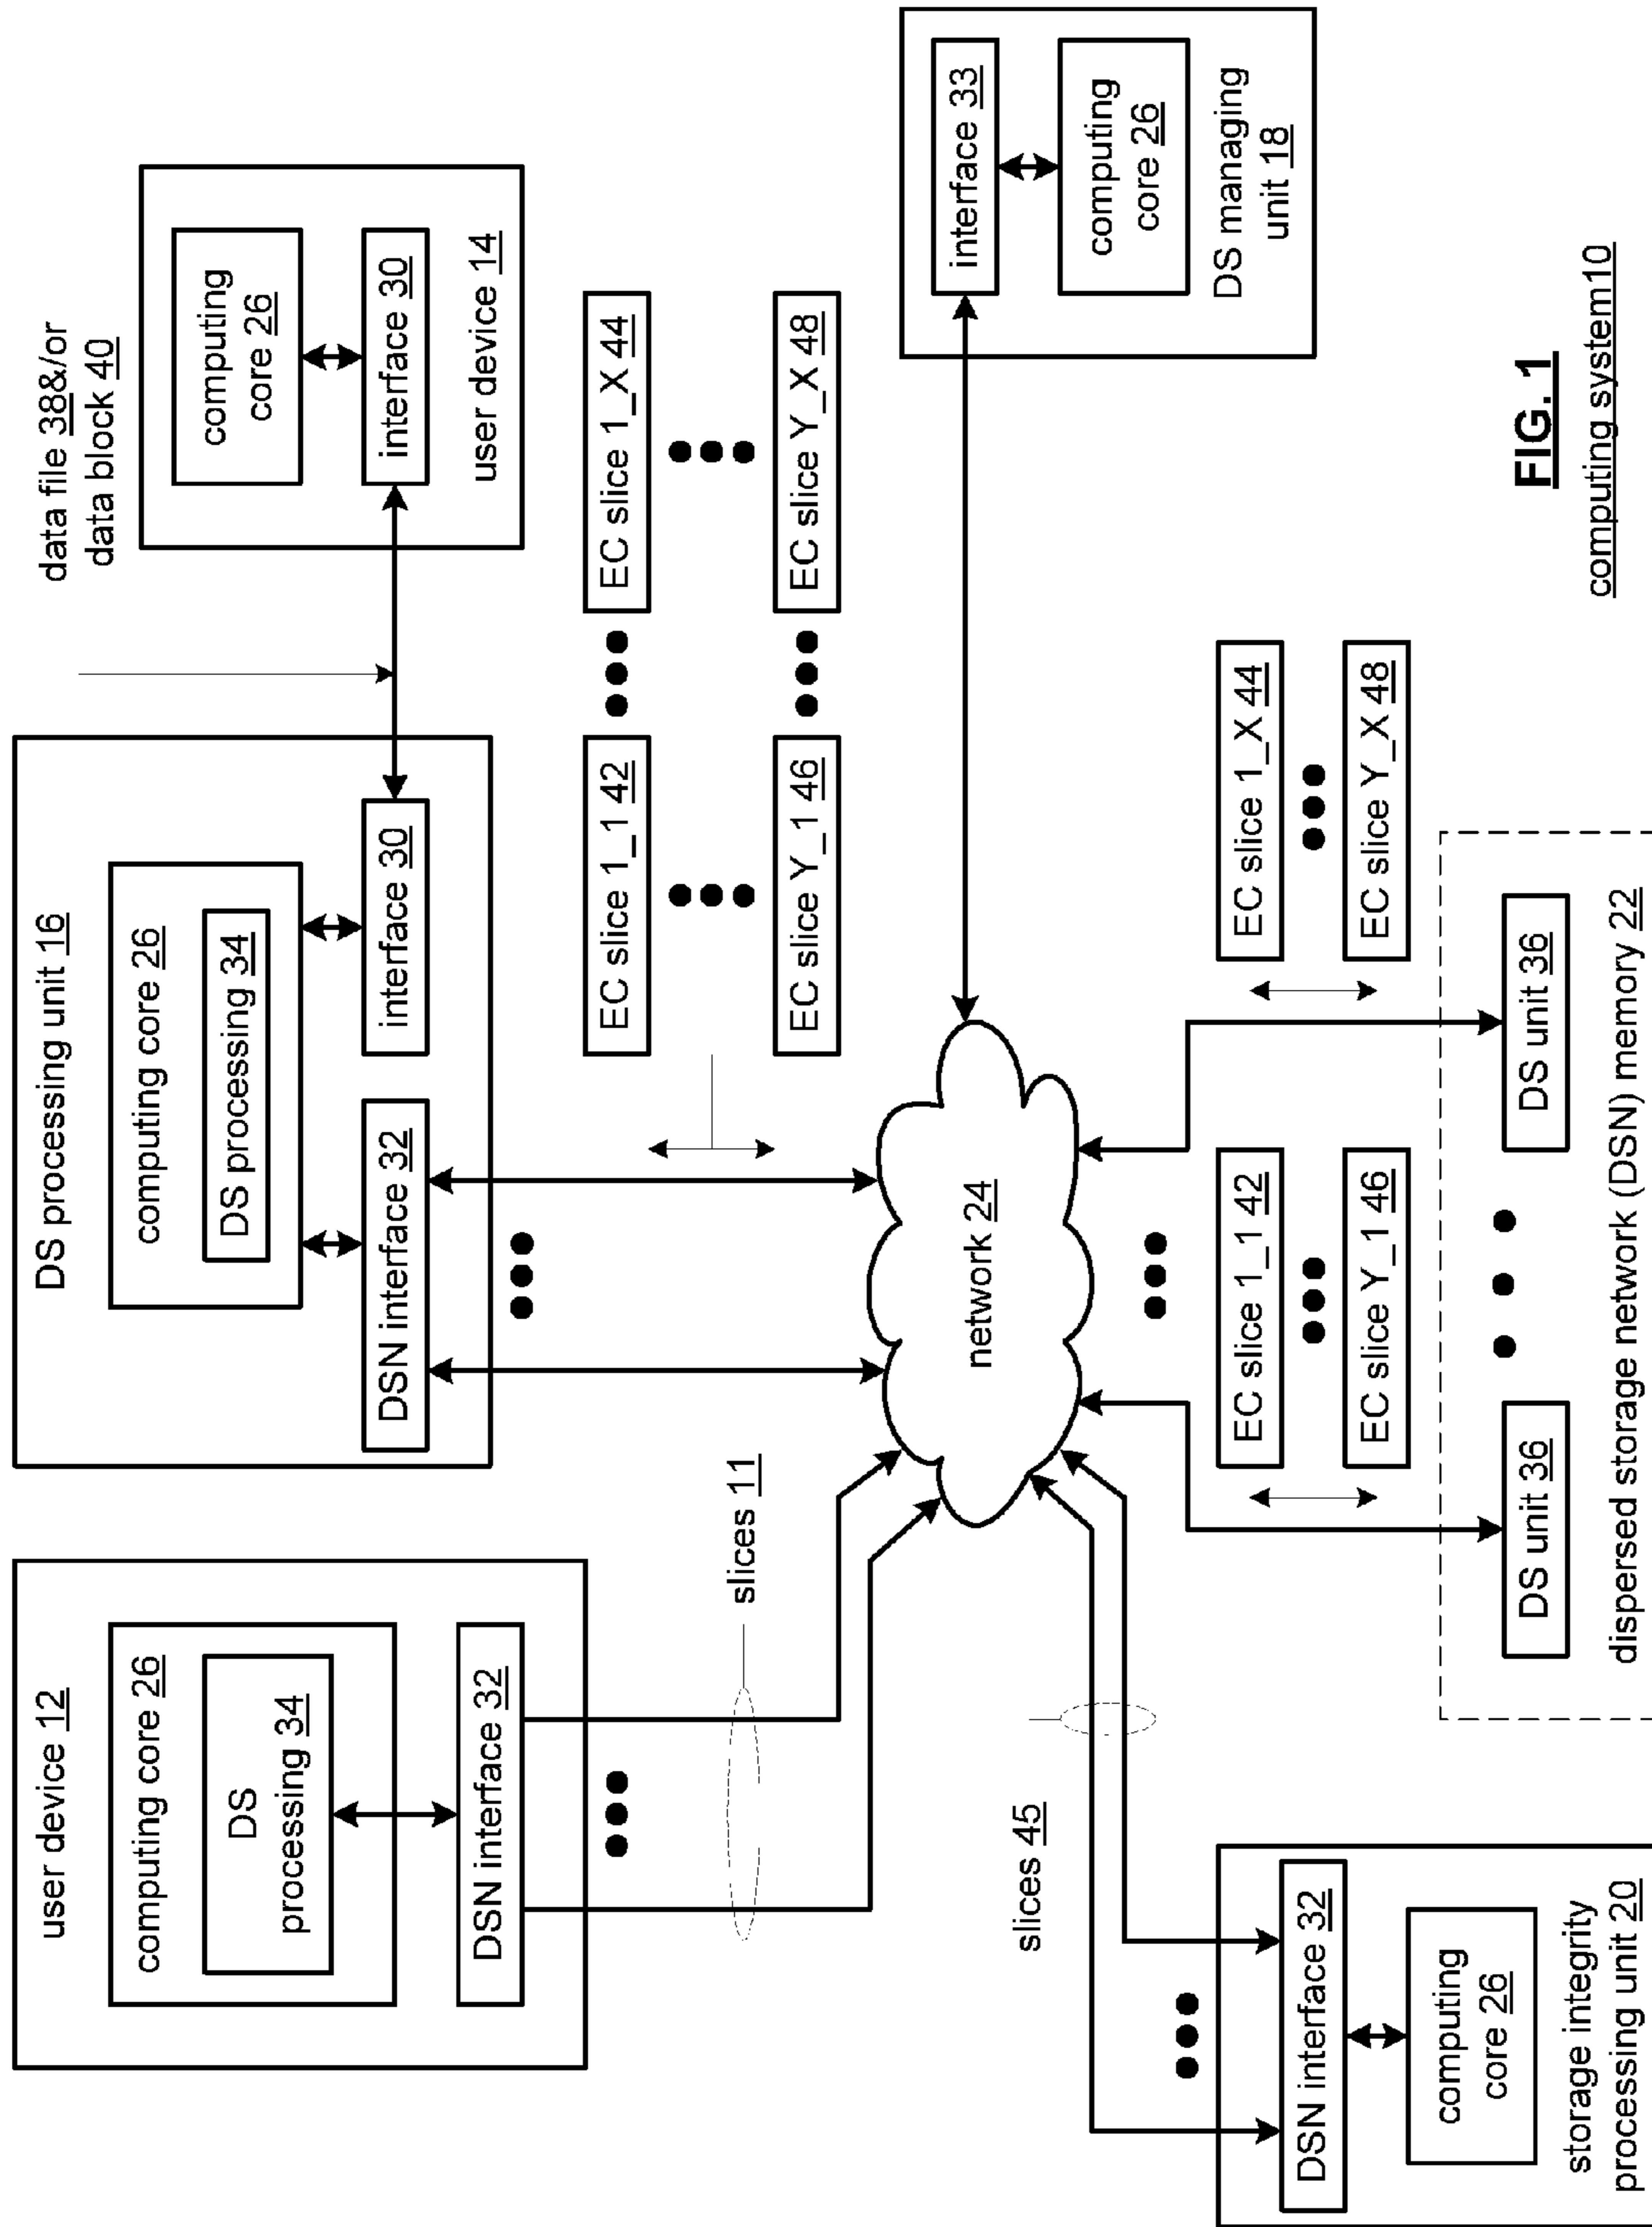 user device 12
computing core 26
DS
processing 34
DSN interface 32
slices 11
DS processing unit 16
computing core 26
DS processing 34
DSN interface 32
interface 30
data file 38&/or
data block 40
computing
core 26
interface 30
user device 14
EC slice 1_1 42
EC slice 1_X 44
EC slice Y_1 46
EC slice Y_X 48
network 24
interface 33
computing
core 26
DS managing
unit 18
slices 45
DSN interface 32
computing
core 26
storage integrity
processing unit 20
EC slice 1_1 42
EC slice Y_1 46
EC slice 1_X 44
EC slice Y_X 48
DS unit 36
DS unit 36
dispersed storage network (DSN) memory 22
FIG. 1
computing system10